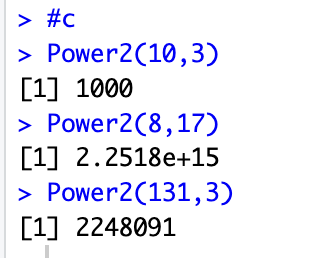 > #c
> Power2(10,3)
[1] 1000
> Power2(8,17)
[1] 2.2518e+15
> Power2(131,3)
[1] 2248091